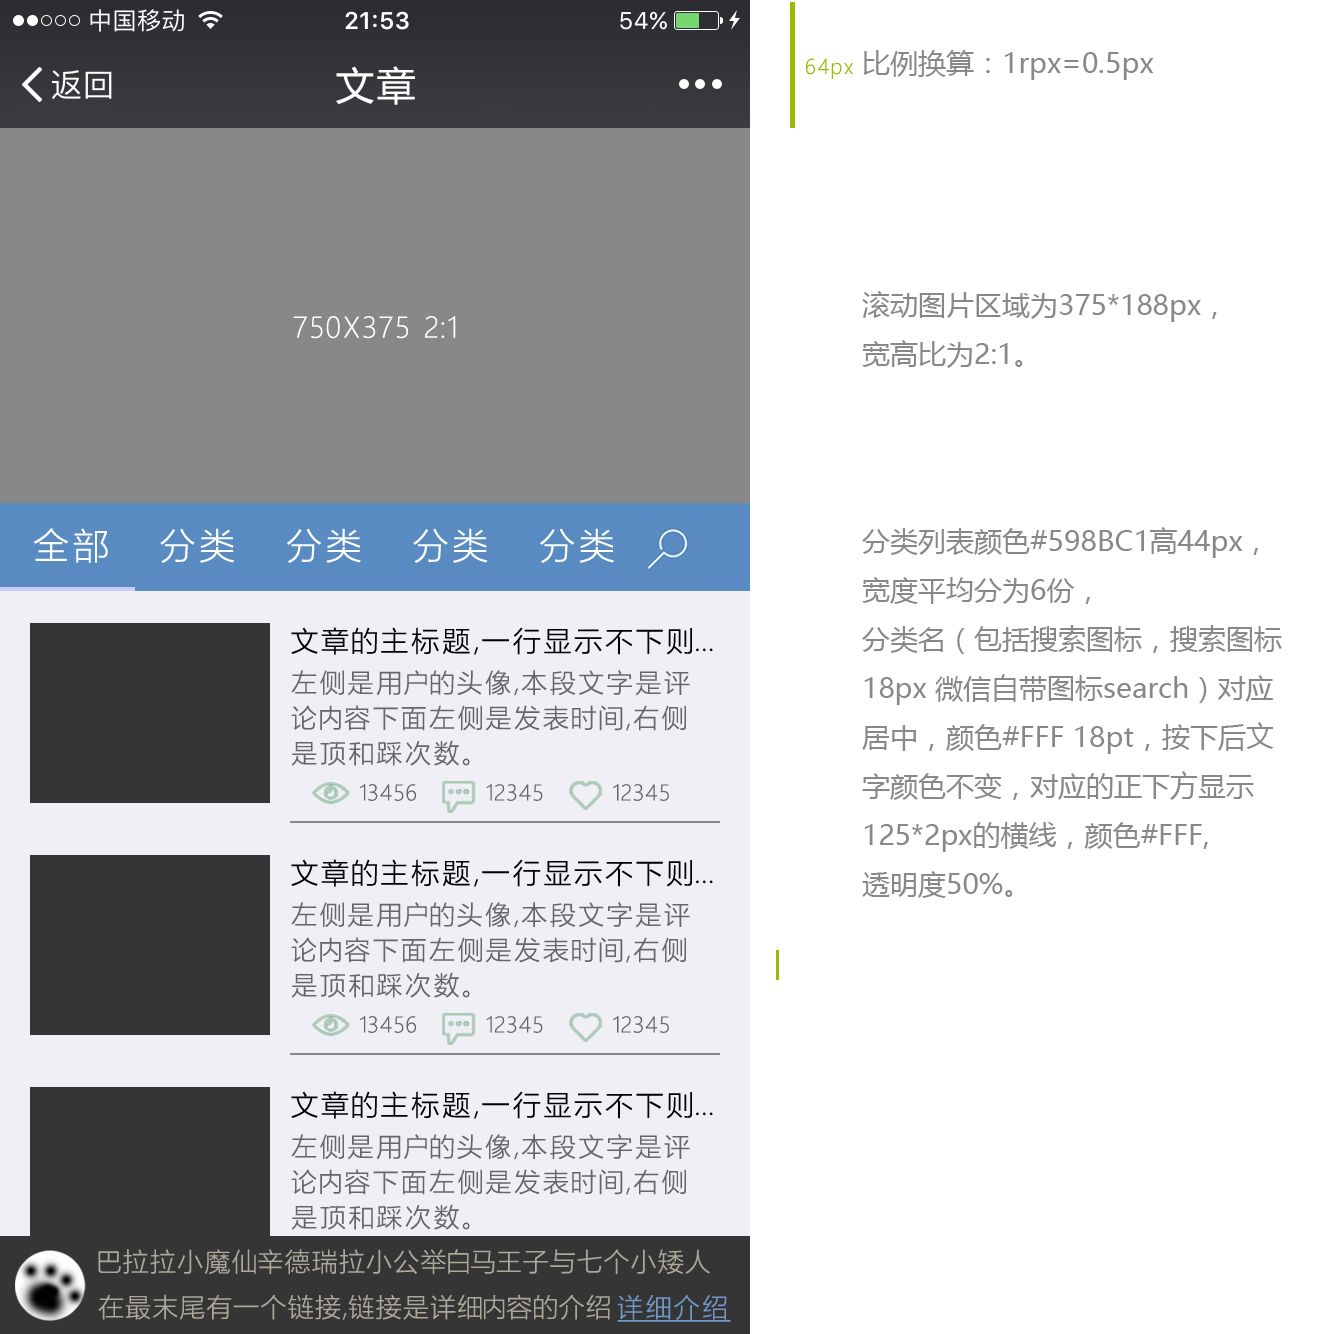 中国移动 21:53 54%
返回 文章
64px 比例换算：1rpx=0.5px
750X375 2:1
滚动图片区域为375*188px，
宽高比为2:1。
全部 分类 分类 分类 分类
分类列表颜色#598BC1高44px，
宽度平均分为6份，
分类名（包括搜索图标，搜索图标
18px 微信自带图标search）对应
居中，颜色#FFF 18pt，按下后文
字颜色不变，对应的正下方显示
125*2px的横线，颜色#FFF,
透明度50%。
文章的主标题,一行显示不下则...
左侧是用户的头像,本段文字是评
论内容下面左侧是发表时间,右侧
是顶和踩次数。
13456 12345 12345
文章的主标题,一行显示不下则...
左侧是用户的头像,本段文字是评
论内容下面左侧是发表时间,右侧
是顶和踩次数。
13456 12345 12345
文章的主标题,一行显示不下则...
左侧是用户的头像,本段文字是评
论内容下面左侧是发表时间,右侧
是顶和踩次数。
巴拉拉小魔仙辛德瑞拉小公举白马王子与七个小矮人
在最末尾有一个链接,链接是详细内容的介绍 详细介绍